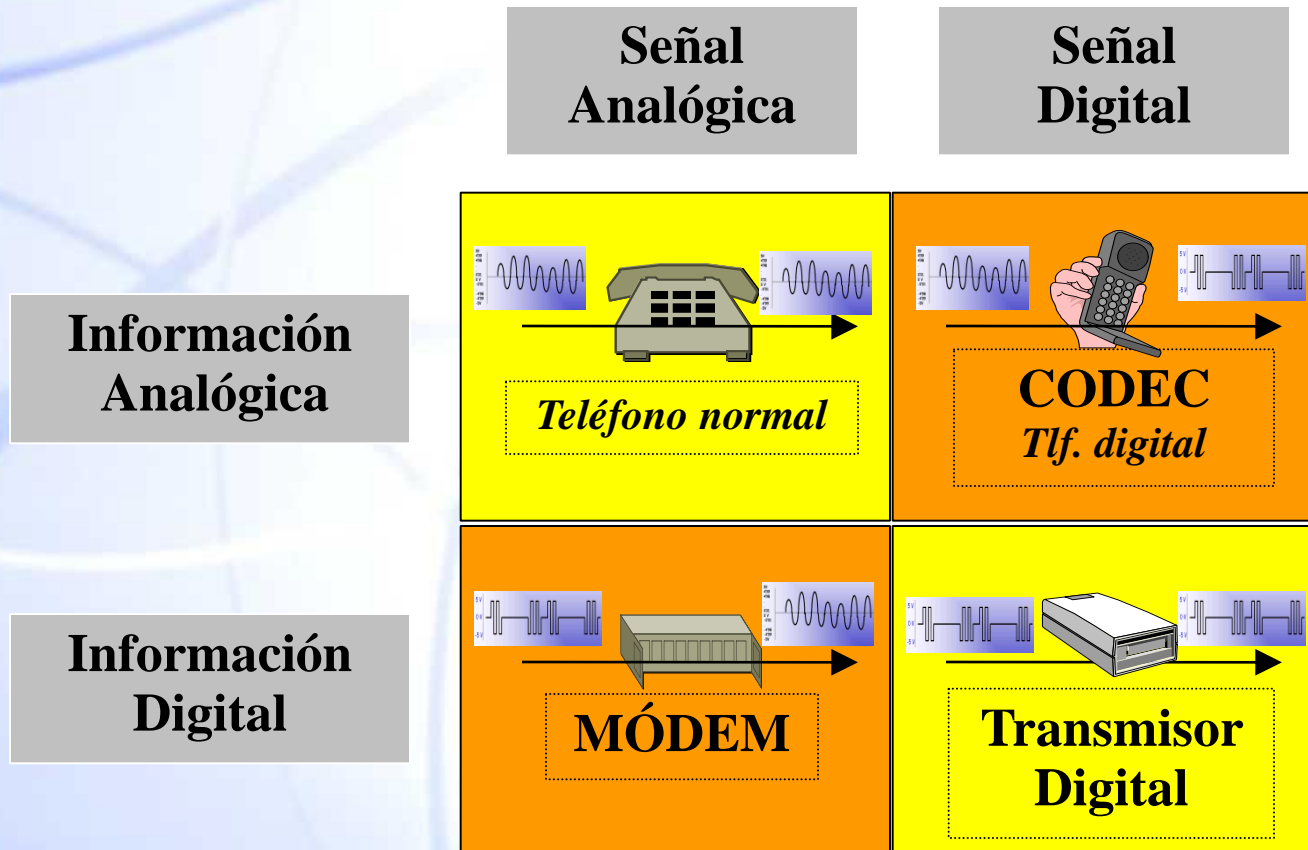 Señal
Analógica
Señal
Digital
Información
Analógica
Teléfono normal
CODEC
Tlf. digital
Información
Digital
MÓDEM
Transmisor
Digital